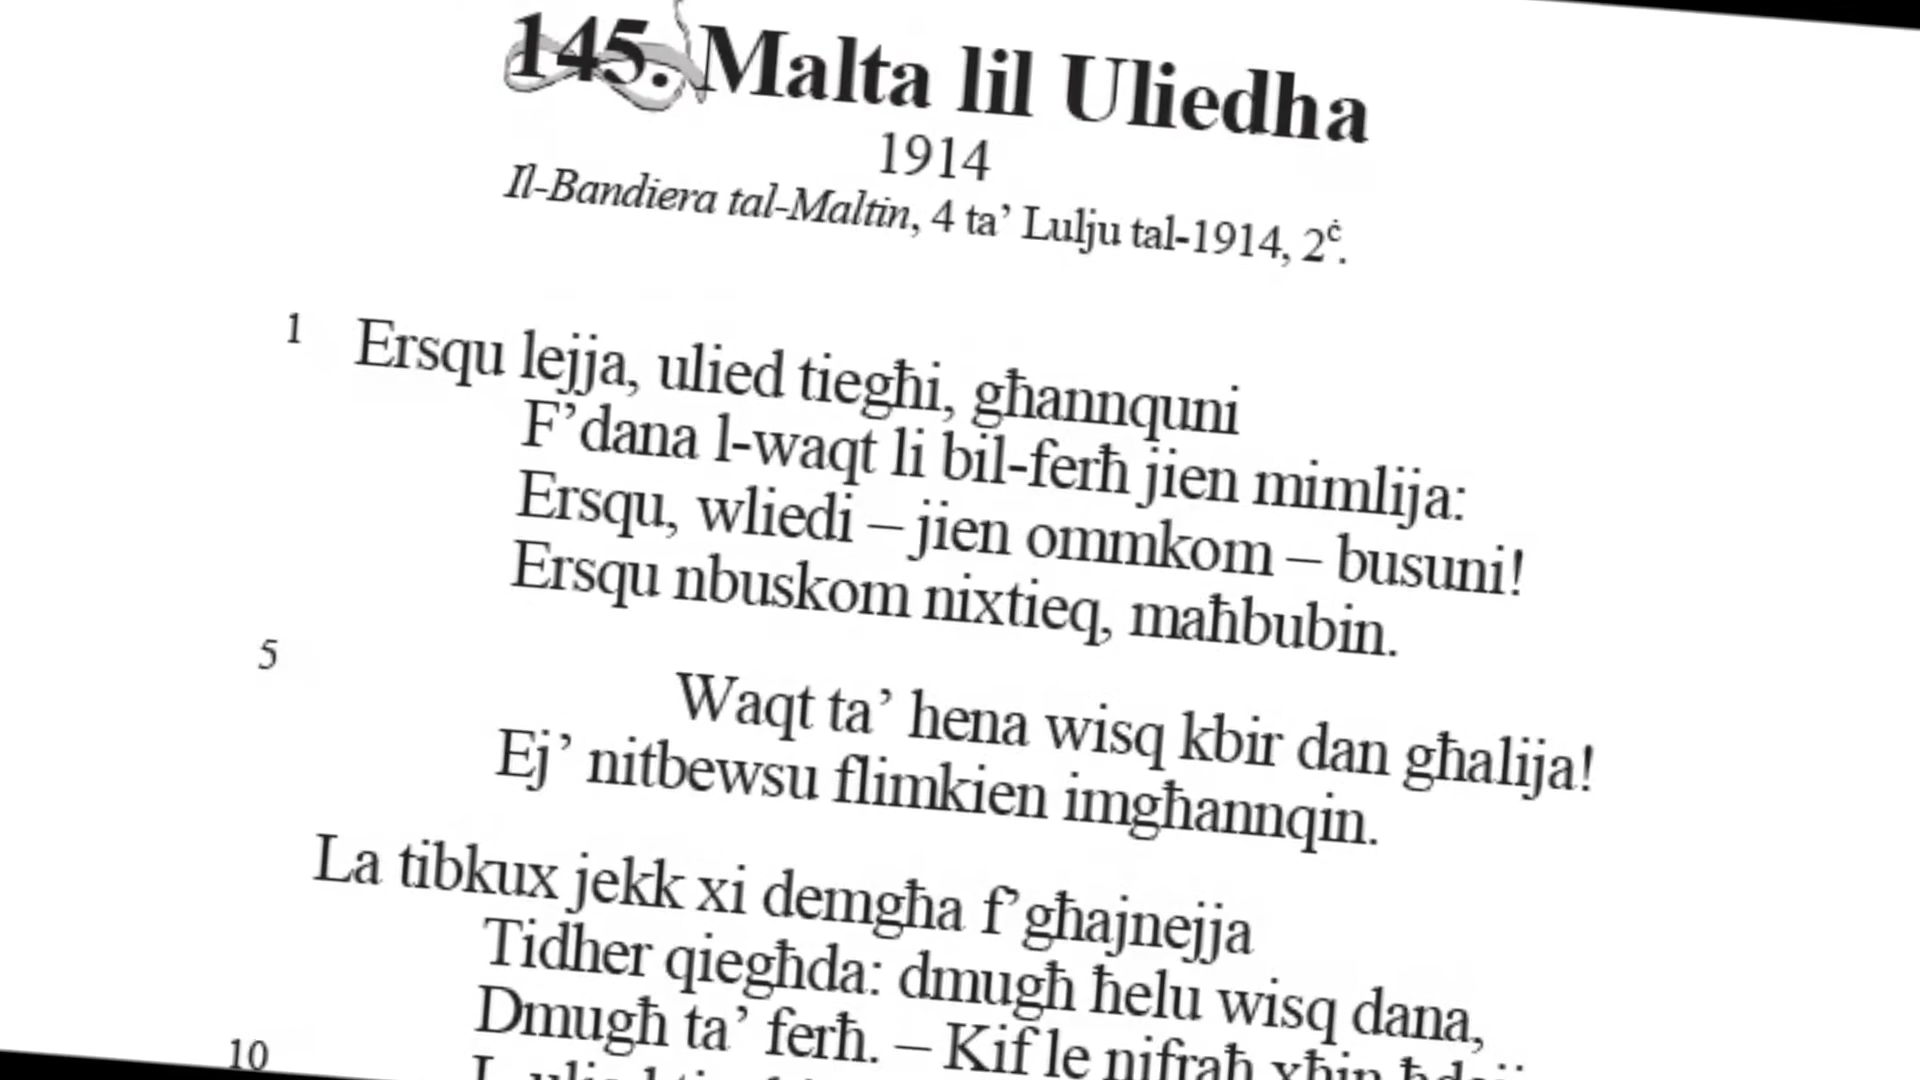 145. Malta lil Uliedha
1914
Il-Bandiera tal-Maltin, 4 ta’ Lulju tal-1914, 2ċ.
1 Ersqu lejja, ulied tiegħi, għannquni
F’dana l-waqt li bil-ferħ jien mimlija:
Ersqu, wliedi – jien ommkom – busuni!
Ersqu nbuskom nixtieq, maħbubin.
5 Waqt ta’ hena wisq kbir dan għalija!
Ej’ nitbewsu flimkien imgħannqin.
La tibkux jekk xi demgħa f’għajnejja
Tidher qiegħda: dmugħ ħelu wisq dana,
Dmugħ ta’ ferħ. – Kif le nifraħ xħin
10